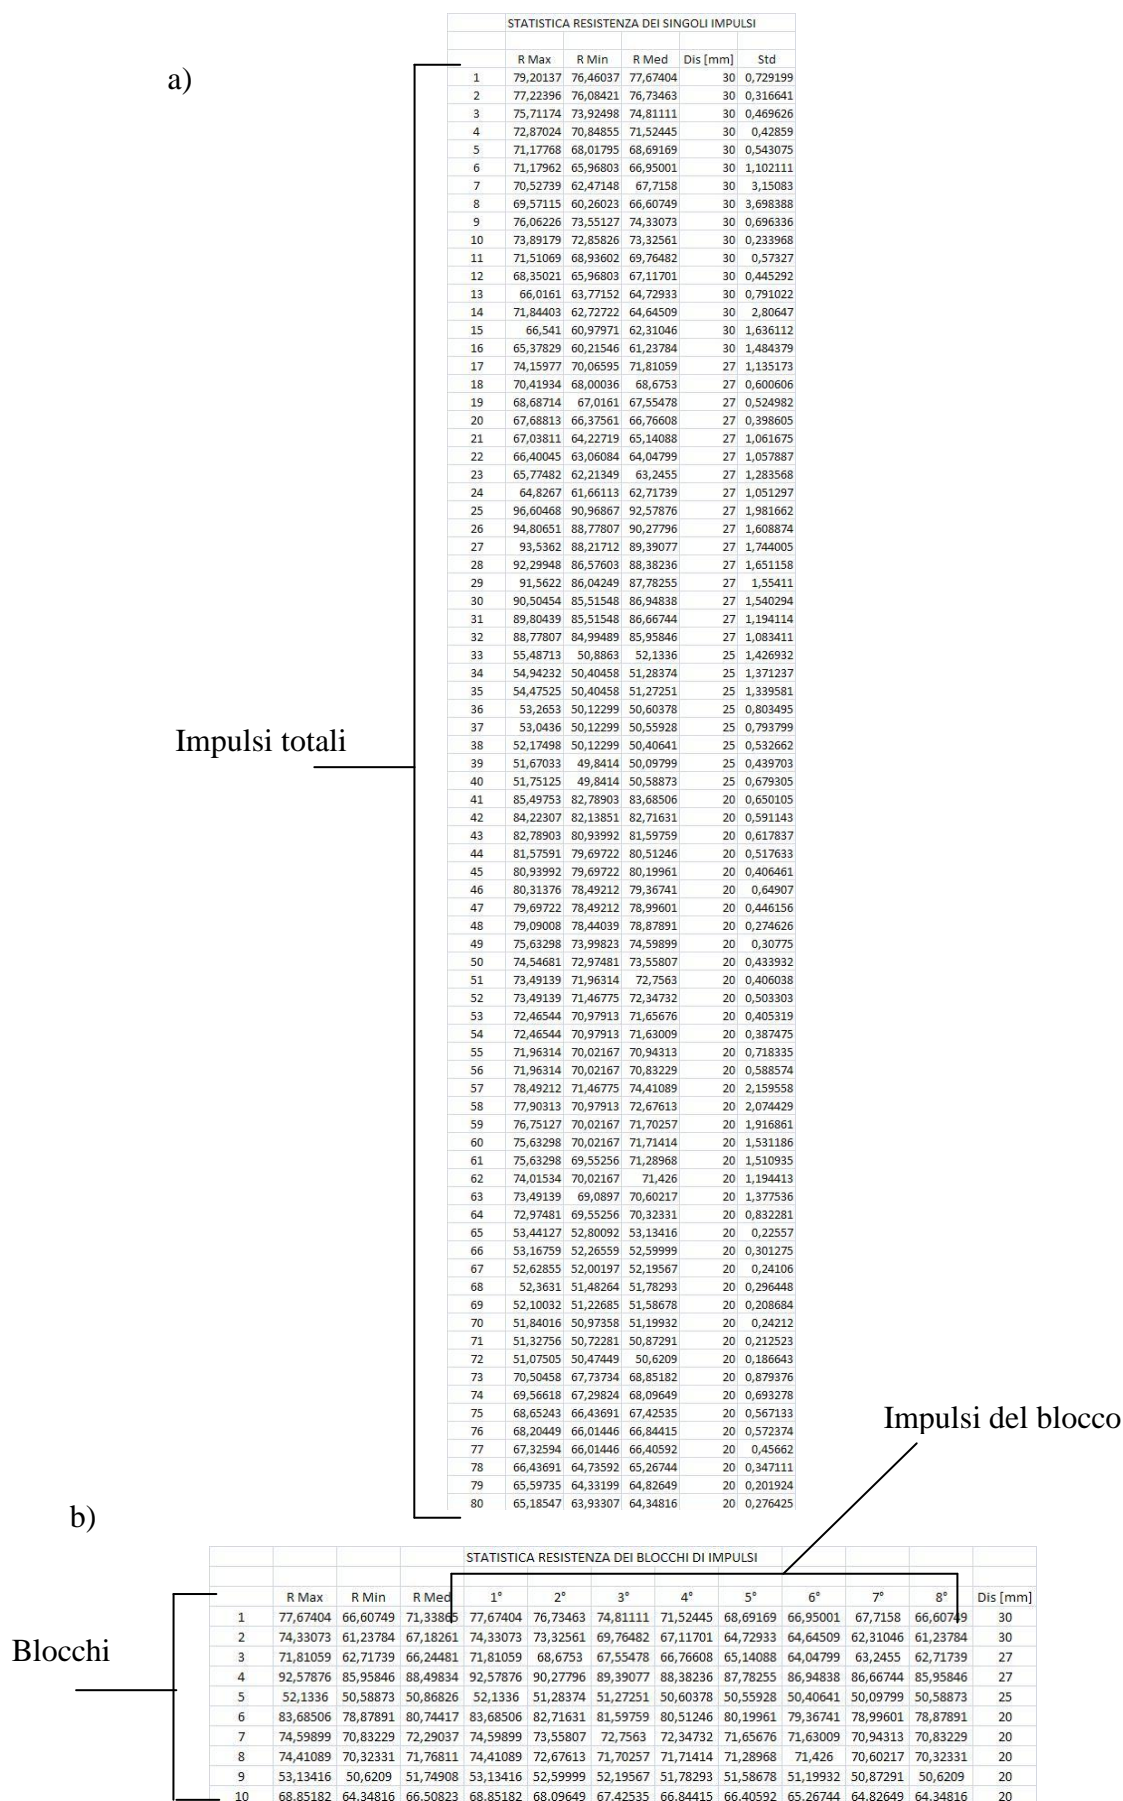 STATISTICA RESISTENZA DEI SINGOLI IMPULSI
R Max R Min R Med Dis [mm] Std
a)
1 79,20137 76,46037 77,67404 30 0,729199
2 77,22396 76,08421 76,73463 30 0,316641
3 75,71174 73,92498 74,81111 30 0,469626
4 72,87024 70,84855 71,52445 30 0,42859
5 71,17768 68,01795 68,69169 30 0,543075
6 71,17962 65,96803 66,95001 30 1,102111
7 70,52739 62,47148 67,7158 30 3,15083
8 69,57115 60,26023 66,60749 30 3,698388
9 76,06226 73,55127 74,33073 30 0,696336
10 73,89179 72,85826 73,32561 30 0,233968
11 71,51069 68,93602 69,76482 30 0,57327
12 68,35021 65,96803 67,11701 30 0,445292
13 66,0161 63,77152 64,72933 30 0,791022
14 71,84403 62,72722 64,64509 30 2,80647
15 66,541 60,97971 62,31046 30 1,636112
16 65,37829 60,21546 61,23784 30 1,484379
17 74,15977 70,06595 71,81059 27 1,135173
18 70,41934 68,00036 68,6753 27 0,600606
19 68,68714 67,0161 67,55478 27 0,524982
20 67,68813 66,37561 66,76608 27 0,398605
21 67,03811 64,22719 65,14088 27 1,061675
22 66,40045 63,06084 64,04799 27 1,057887
23 65,77482 62,21349 63,2455 27 1,283568
24 64,8267 61,66113 62,71739 27 1,051297
25 96,60468 90,96867 92,57876 27 1,981662
26 94,80651 88,77807 90,27796 27 1,608874
27 93,5362 88,21712 89,39077 27 1,744005
28 92,29948 86,57603 88,38236 27 1,651158
29 91,5622 86,04249 87,78255 27 1,55411
30 90,50454 85,51548 86,94838 27 1,540294
31 89,80439 85,51548 86,66744 27 1,194114
32 88,77807 84,99489 85,95846 27 1,083411
33 55,48713 50,8863 52,1336 25 1,426932
34 54,94232 50,40458 51,28374 25 1,371237
35 54,47525 50,40458 51,27251 25 1,339581
36 53,2653 50,12299 50,60378 25 0,803495
37 53,0436 50,12299 50,55928 25 0,793799
Impulsi totali
38 52,17498 50,12299 50,40641 25 0,532662
39 51,67033 49,8414 50,09799 25 0,439703
40 51,75125 49,8414 50,58873 25 0,679305
41 85,49753 82,78903 83,68506 20 0,650105
42 84,22307 82,13851 82,71631 20 0,591143
43 82,78903 80,93992 81,59759 20 0,617837
44 81,57591 79,69722 80,51246 20 0,517633
45 80,93992 79,69722 80,19961 20 0,406461
46 80,31376 78,49212 79,36741 20 0,64907
47 79,69722 78,49212 78,99601 20 0,446156
48 79,09008 78,44039 78,87891 20 0,274626
49 75,63298 73,99823 74,59899 20 0,30775
50 74,54681 72,97481 73,55807 20 0,433932
51 73,49139 71,96314 72,7563 20 0,406038
52 73,49139 71,46775 72,34732 20 0,503303
53 72,46544 70,97913 71,65676 20 0,405319
54 72,46544 70,97913 71,63009 20 0,387475
55 71,96314 70,02167 70,94313 20 0,718335
56 71,96314 70,02167 70,83229 20 0,588574
57 78,49212 71,46775 74,41089 20 2,159558
58 77,90313 70,97913 72,67613 20 2,074429
59 76,75127 70,02167 71,70257 20 1,916861
60 75,63298 70,02167 71,71414 20 1,531186
61 75,63298 69,55256 71,28968 20 1,510935
62 74,01534 70,02167 71,426 20 1,194413
63 73,49139 69,0897 70,60217 20 1,377536
64 72,97481 69,55256 70,32331 20 0,832281
65 53,44127 52,80092 53,13416 20 0,22557
66 53,16759 52,26559 52,59999 20 0,301275
67 52,62855 52,00197 52,19567 20 0,24106
68 52,3631 51,48264 51,78293 20 0,296448
69 52,10032 51,22685 51,58678 20 0,208684
70 51,84016 50,97358 51,19932 20 0,24212
71 51,32756 50,72281 50,87291 20 0,212523
72 51,07505 50,47449 50,6209 20 0,186643
73 70,50458 67,73734 68,85182 20 0,879376
74 69,56618 67,29824 68,09649 20 0,693278
75 68,65243 66,43691 67,42535 20 0,567133
76 68,20449 66,01446 66,84415 20 0,572374
77 67,32594 66,01446 66,40592 20 0,45662
78 66,43691 64,73592 65,26744 20 0,347111
79 65,59735 64,33199 64,82649 20 0,201924
80 65,18547 63,93307 64,34816 20 0,276425
Impulsi del blocco
b)
STATISTICA RESISTENZA DEI BLOCCHI DI IMPULSI
R Max R Min R Med 1° 2° 3° 4° 5° 6° 7° 8° Dis [mm]
1 77,67404 66,60749 71,33865 77,67404 76,73463 74,81111 71,52445 68,69169 66,95001 67,7158 66,60749 30
2 74,33073 61,23784 67,18261 74,33073 73,32561 69,76482 67,11701 64,72933 64,64509 62,31046 61,23784 30
Blocchi
3 71,81059 62,71739 66,24481 71,81059 68,6753 67,55478 66,76608 65,14088 64,04799 63,2455 62,71739 27
4 92,57876 85,95846 88,49834 92,57876 90,27796 89,39077 88,38236 87,78255 86,94838 86,66744 85,95846 27
5 52,1336 50,58873 50,86826 52,1336 51,28374 51,27251 50,60378 50,55928 50,40641 50,09799 50,58873 25
6 83,68506 78,87891 80,74417 83,68506 82,71631 81,59759 80,51246 80,19961 79,36741 78,99601 78,87891 20
7 74,59899 70,83229 72,29037 74,59899 73,55807 72,7563 72,34732 71,65676 71,63009 70,94313 70,83229 20
8 74,41089 70,32331 71,76811 74,41089 72,67613 71,70257 71,71414 71,28968 71,426 70,60217 70,32331 20
9 53,13416 50,6209 51,74908 53,13416 52,59999 52,19567 51,78293 51,58678 51,19932 50,87291 50,6209 20
10 68,85182 64,34816 66,50823 68,85182 68,09649 67,42535 66,84415 66,40592 65,26744 64,82649 64,34816 20